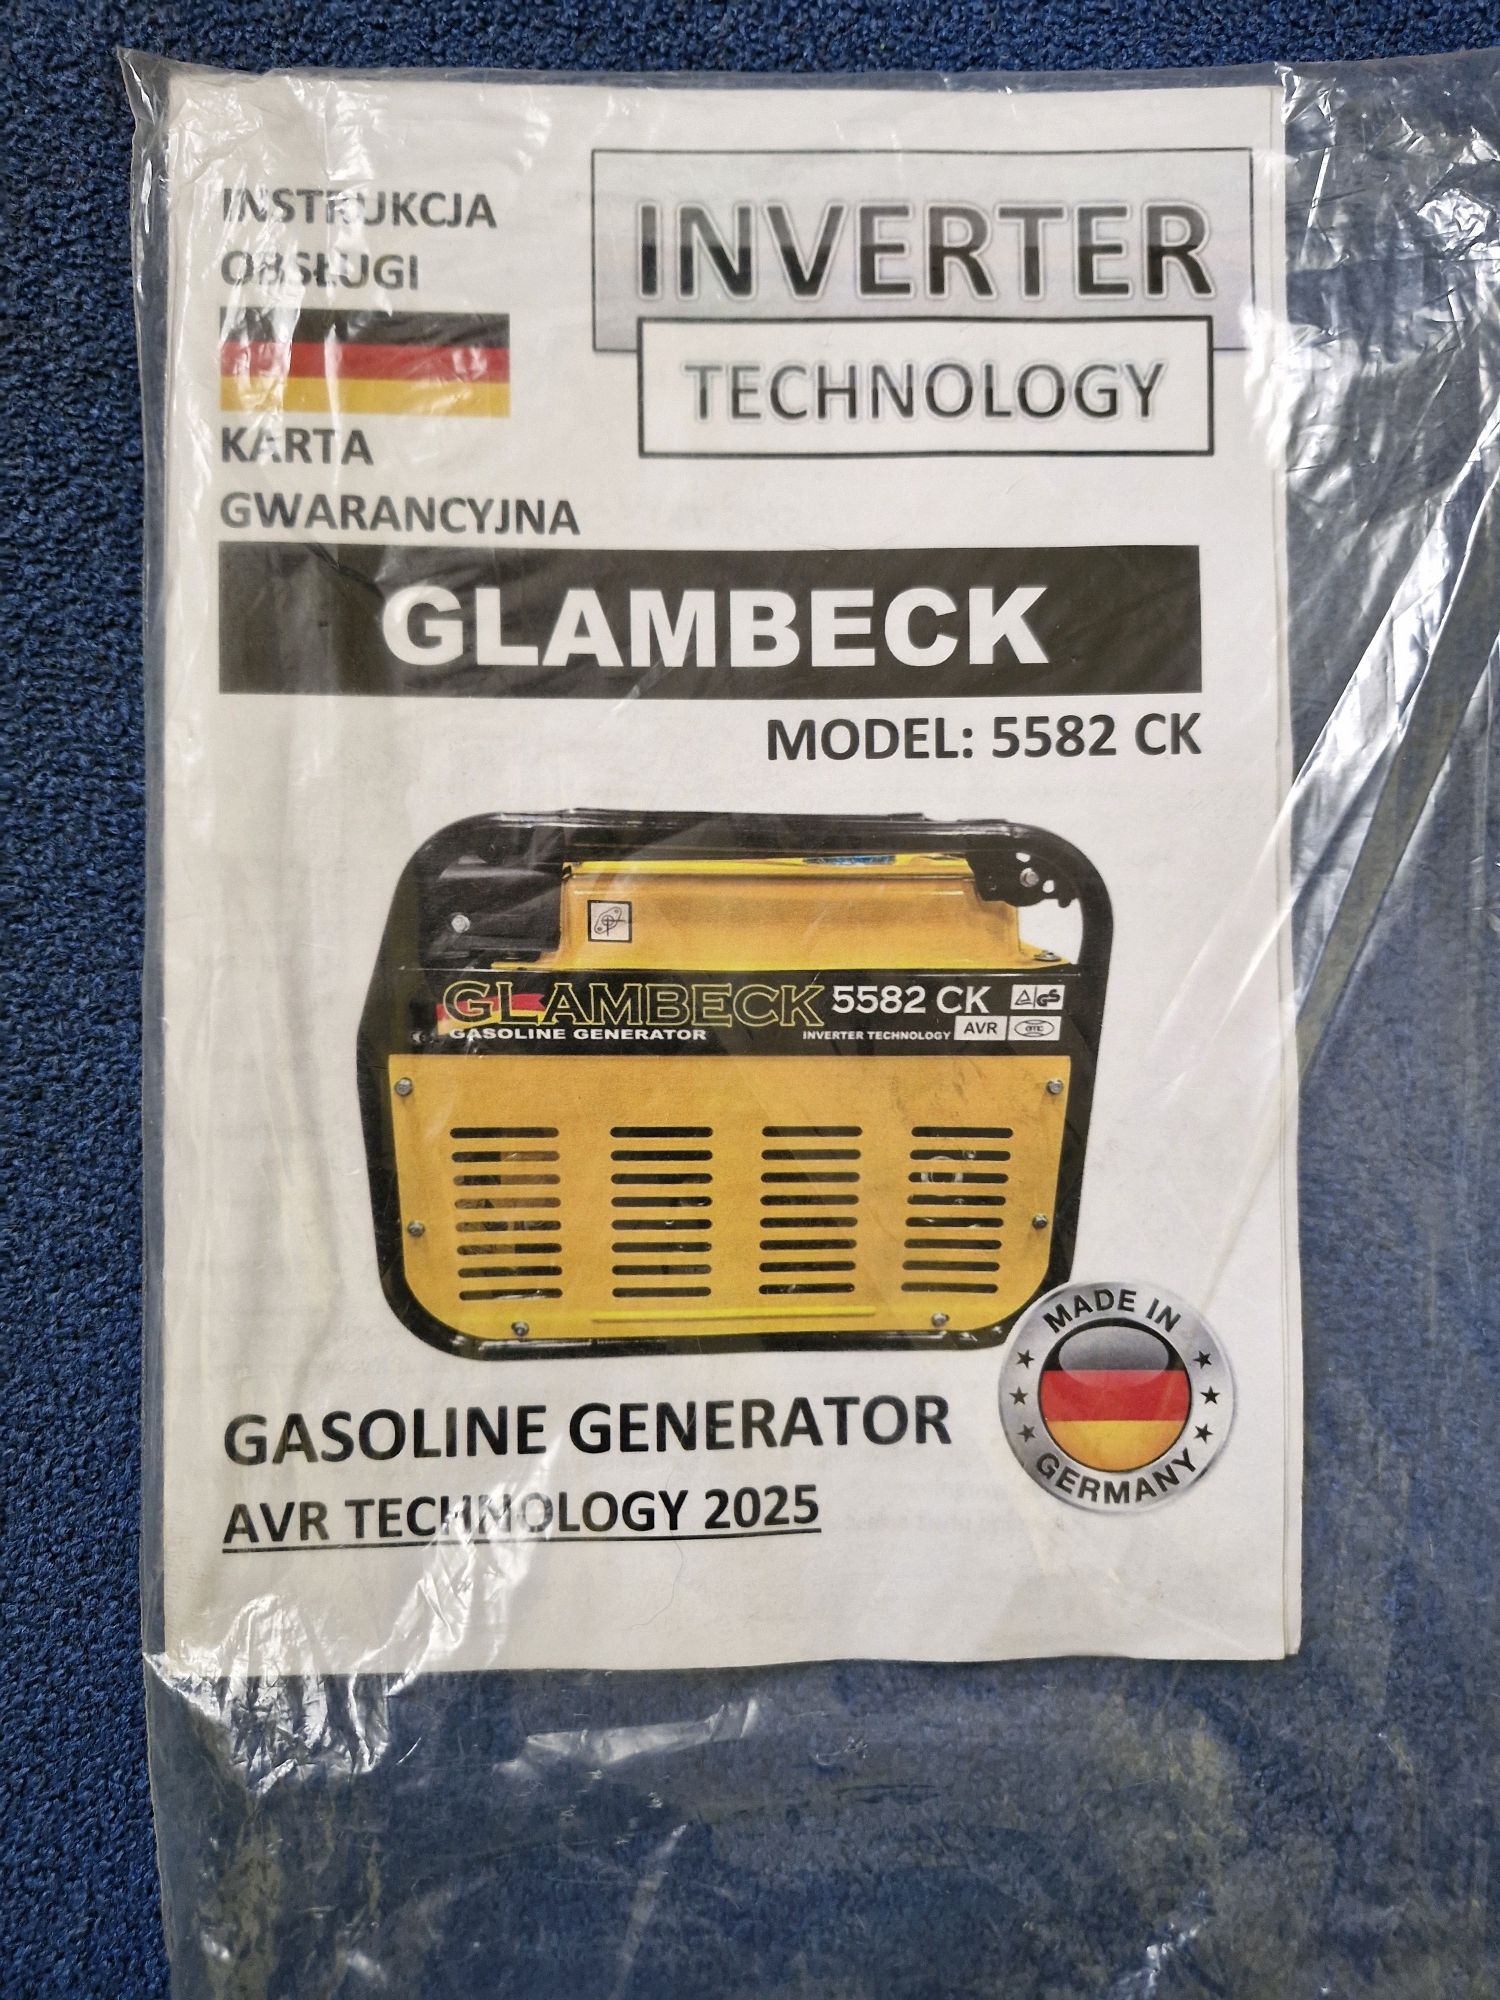 INSTRUKCJA
OBSŁUGI
KARTA
GWARANCYJNA
INVERTER
TECHNOLOGY
GLAMBECK
MODEL: 5582 CK
GLAMBECK 5582 CK GS
GASOLINE GENERATOR INVERTER TECHNOLOGY AVR
MADE IN
GERMANY
GASOLINE GENERATOR
AVR TECHNOLOGY 2025